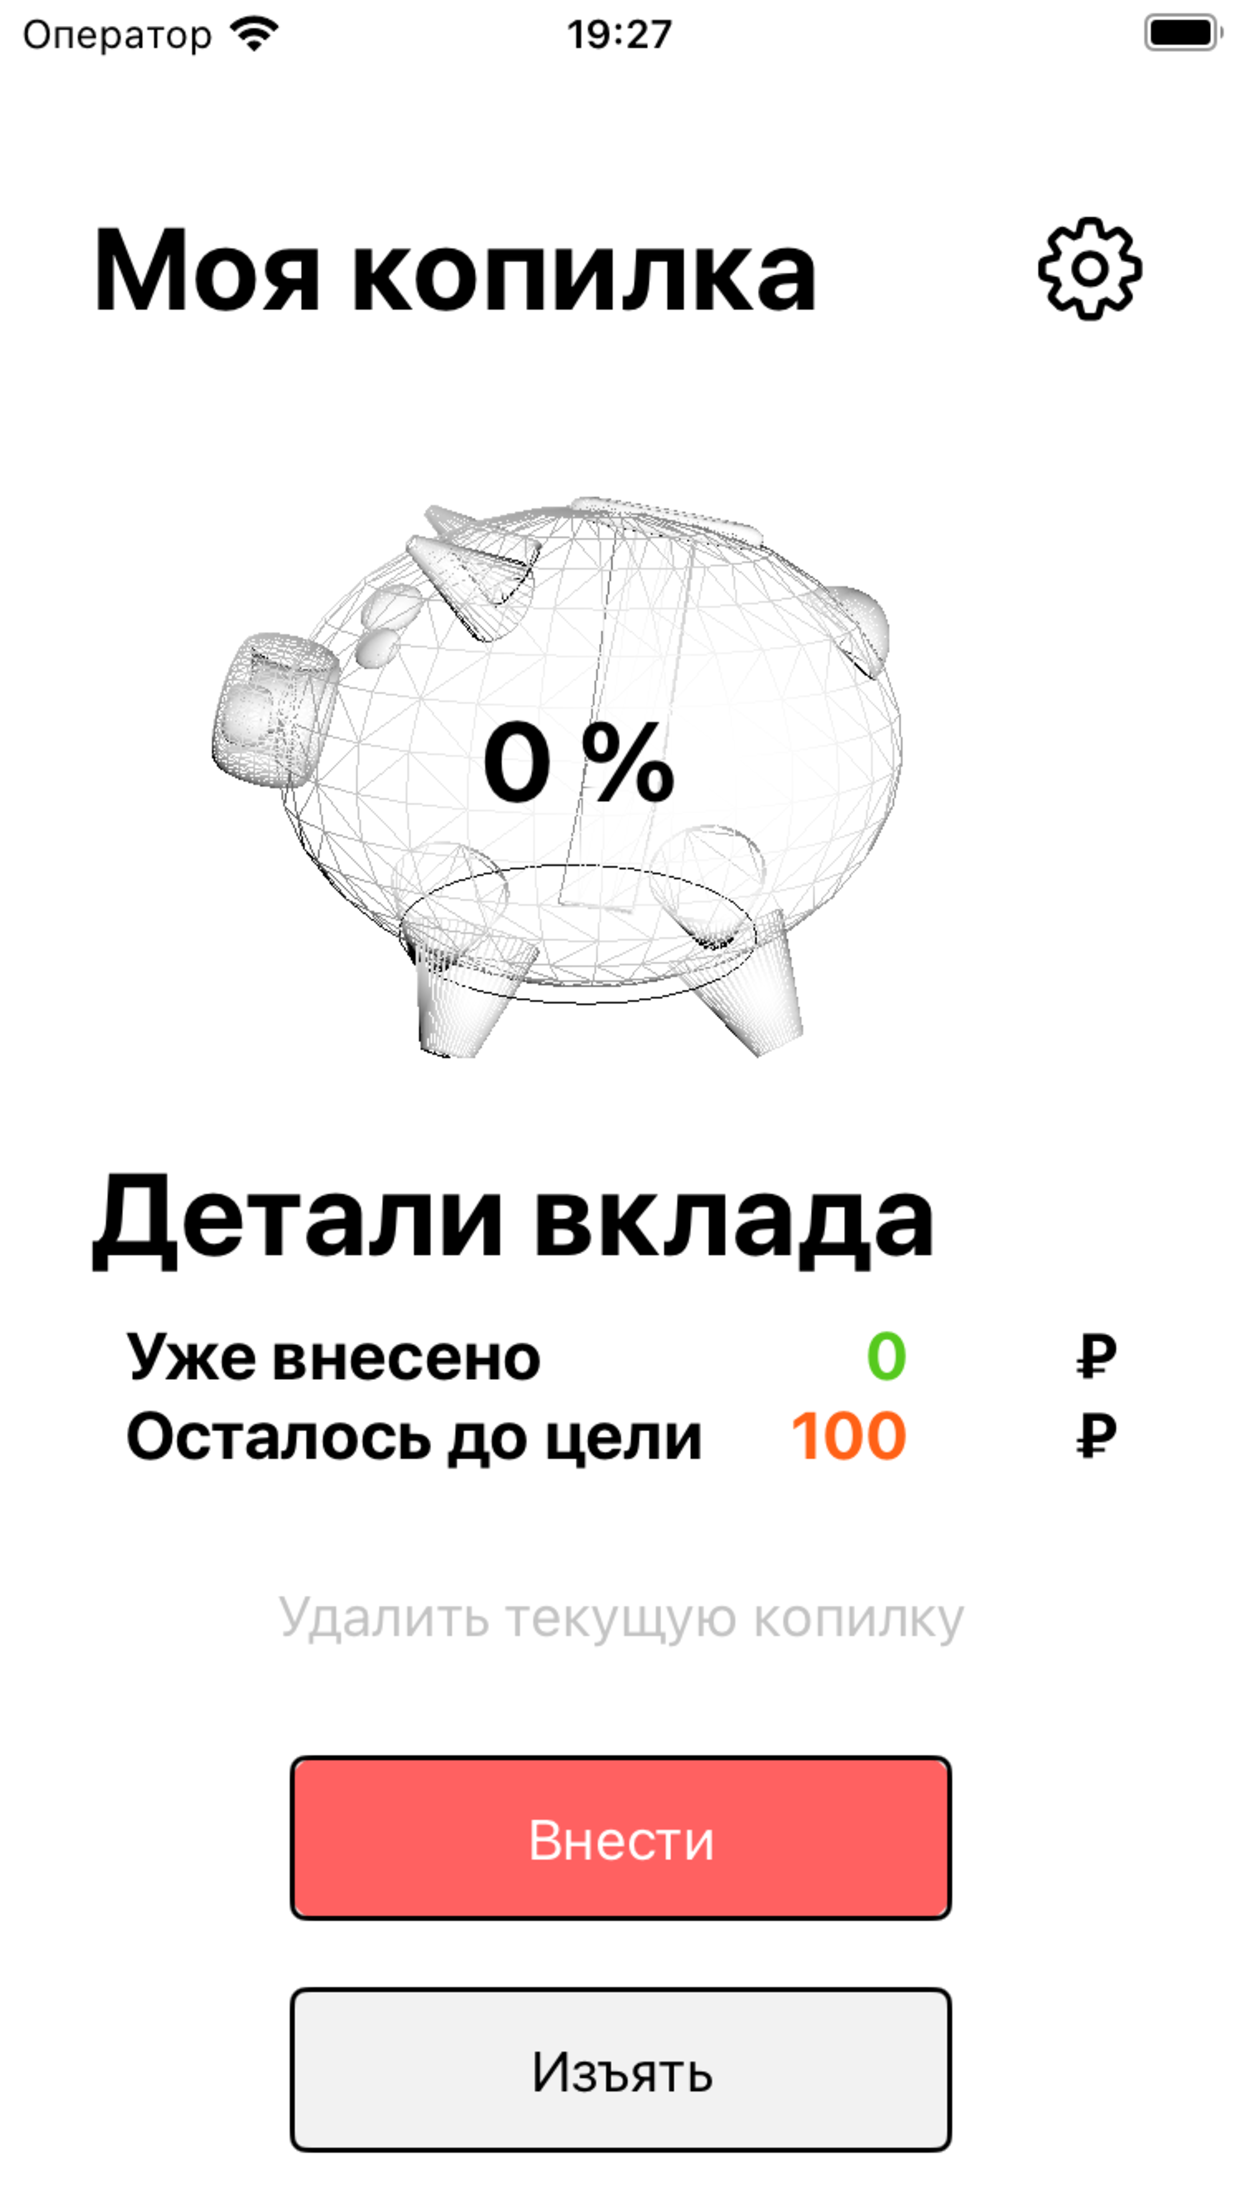 Оператор 19:27
Моя копилка
0 %
Детали вклада
Уже внесено 0 ₽
Осталось до цели 100 ₽
Удалить текущую копилку
Внести
Изъять